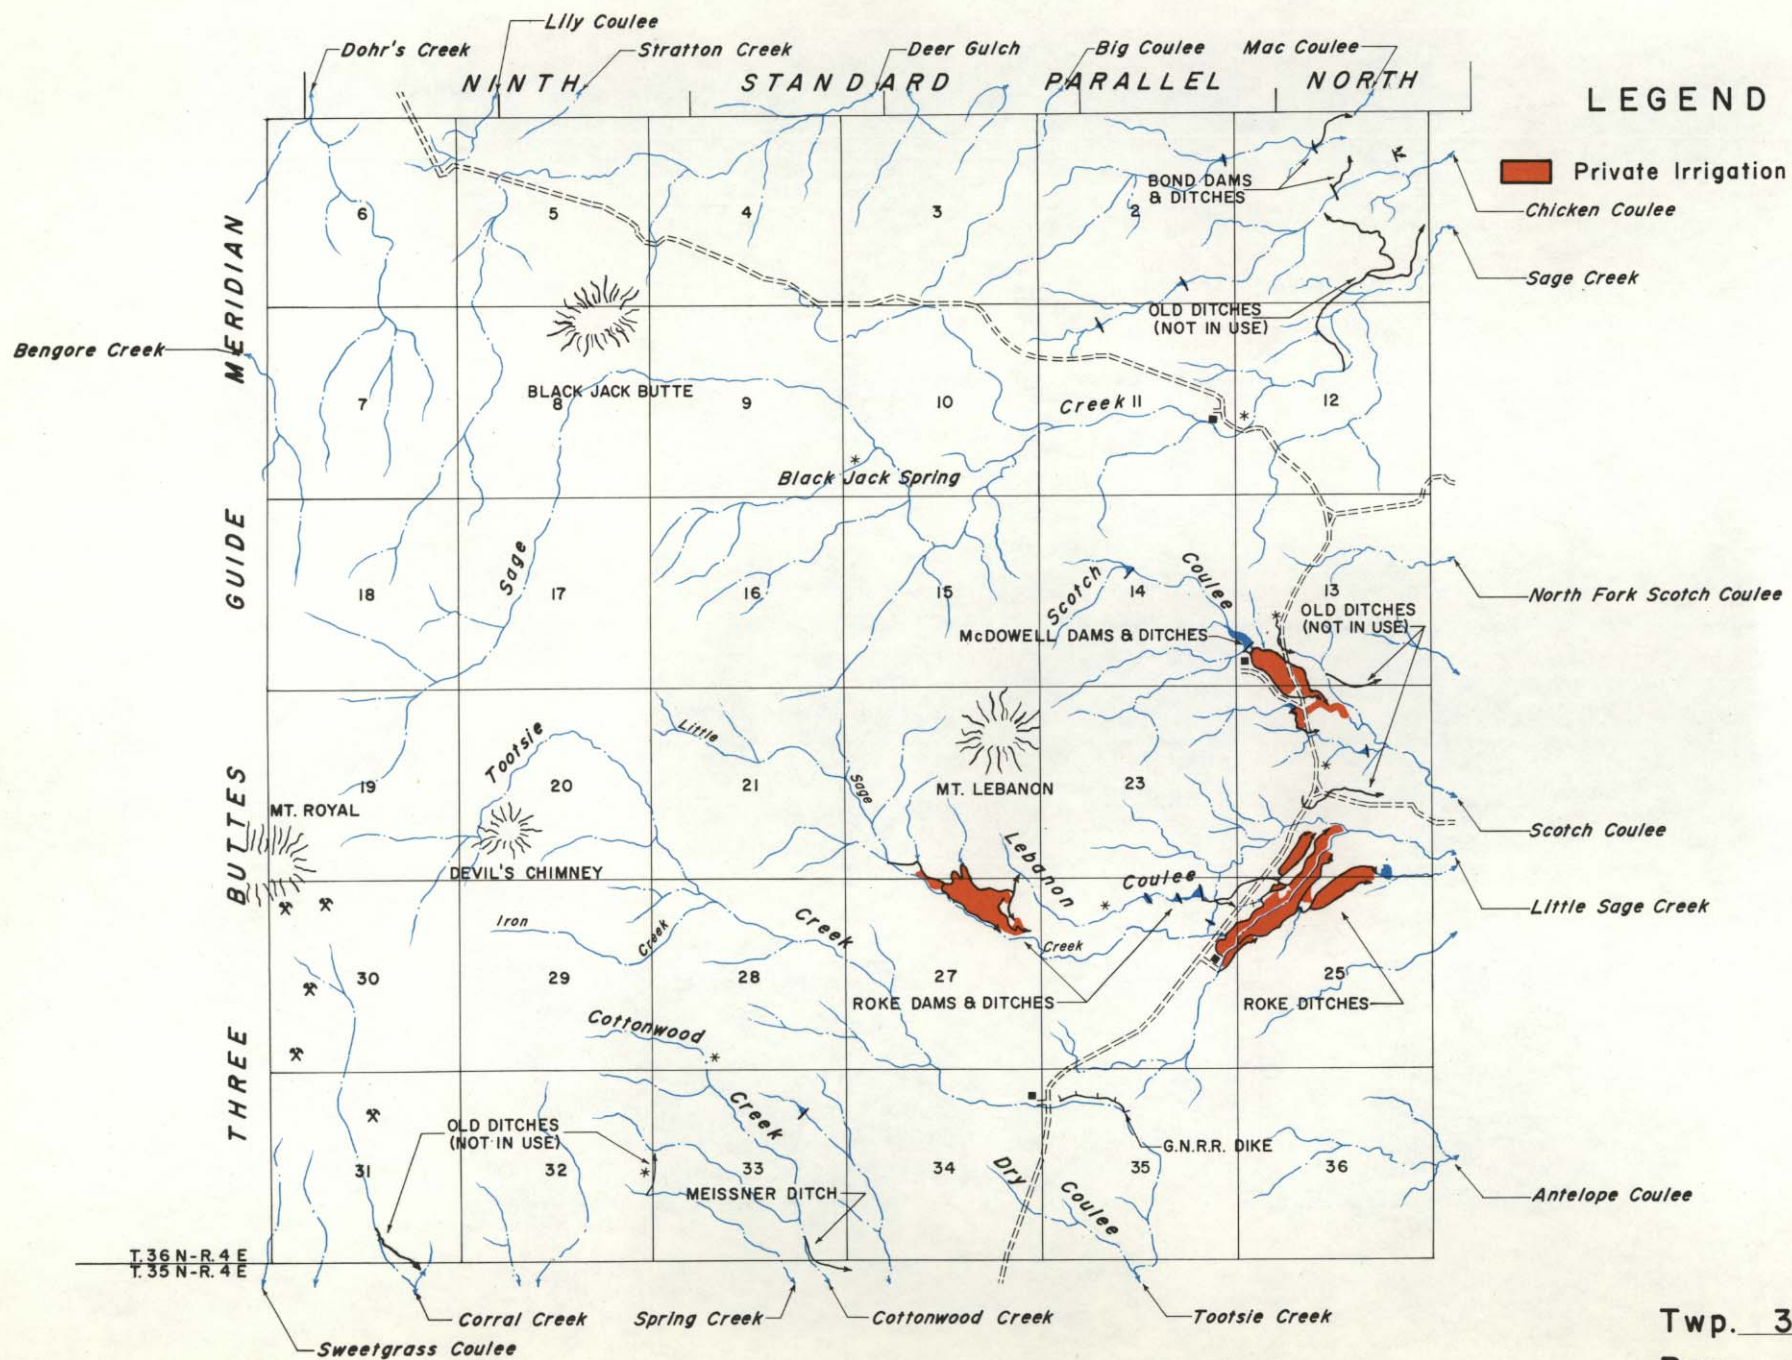 Lily Coulee
Dohr's Creek
Stratton Creek
Deer Gulch
Big Coulee
Mac Coulee
NINTH STANDARD PARALLEL NORTH
LEGEND
Private Irrigation
BOND DAMS
& DITCHES
6
5
4
3
2
Chicken Coulee
Sage Creek
OLD DITCHES
(NOT IN USE)
MERIDIAN
Bengore Creek
BLACK JACK BUTTE
7
8
9
10
Creek
11
12
Black Jack Spring
GUIDE
Sage
18
17
16
15
Scotch
14
Coulee
13
North Fork Scotch Coulee
OLD DITCHES
(NOT IN USE)
McDOWELL DAMS & DITCHES
Tootsie
Little
Sage
19
20
21
MT. LEBANON
23
MT. ROYAL
BUTTES
DEVIL'S CHIMNEY
Scotch Coulee
Lebanon
Coulee
Little Sage Creek
Iron
Creek
Creek
Creek
30
29
28
27
25
ROKE DAMS & DITCHES
ROKE DITCHES
Cottonwood
Creek
THREE
OLD DITCHES
(NOT IN USE)
G.N.R.R. DIKE
31
32
33
34
35
36
MEISSNER DITCH
Dry
Coulee
Antelope Coulee
T. 36 N-R. 4 E
T. 35 N-R. 4 E
Corral Creek
Spring Creek
Cottonwood Creek
Tootsie Creek
Sweetgrass Coulee
Twp. 3